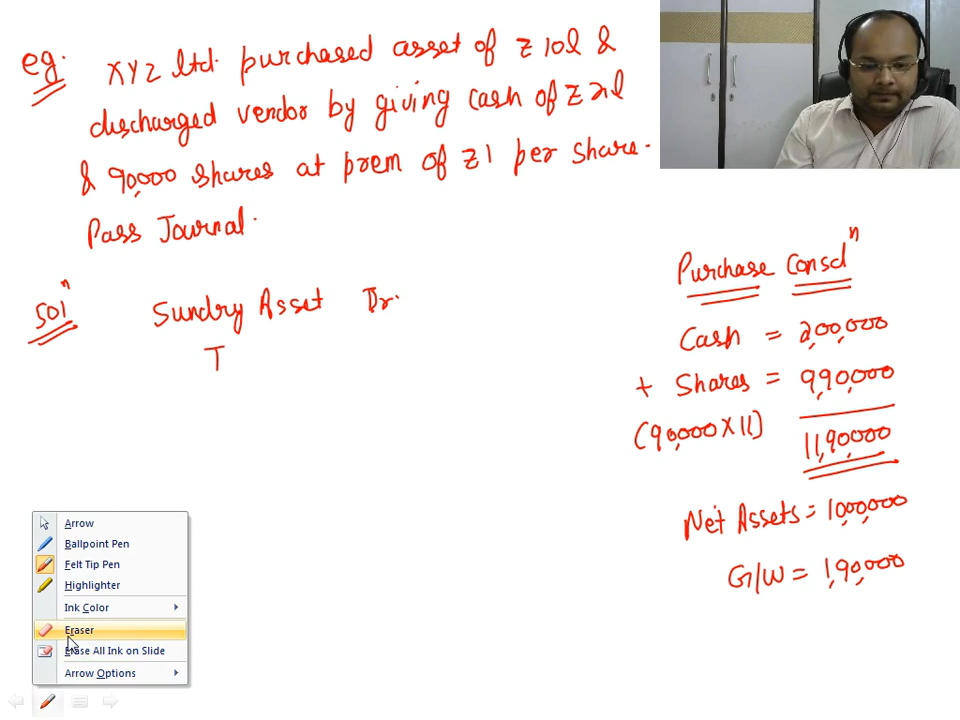 eg. XYZ ltd. purchased asset of ₹10l &
discharged vendor by giving cash of ₹2l
& 90,000 shares at prem of ₹1 per share.
Pass Journal.
Solⁿ Sundry Asset Dr.
T
Purchase Consdⁿ
Cash = 2,00,000
+ Shares = 9,90,000
(90,000 X 11)
11,90,000
Net Assets = 10,00,000
G/W = 1,90,000
Arrow
Ballpoint Pen
Felt Tip Pen
Highlighter
Ink Color
Eraser
Erase All Ink on Slide
Arrow Options